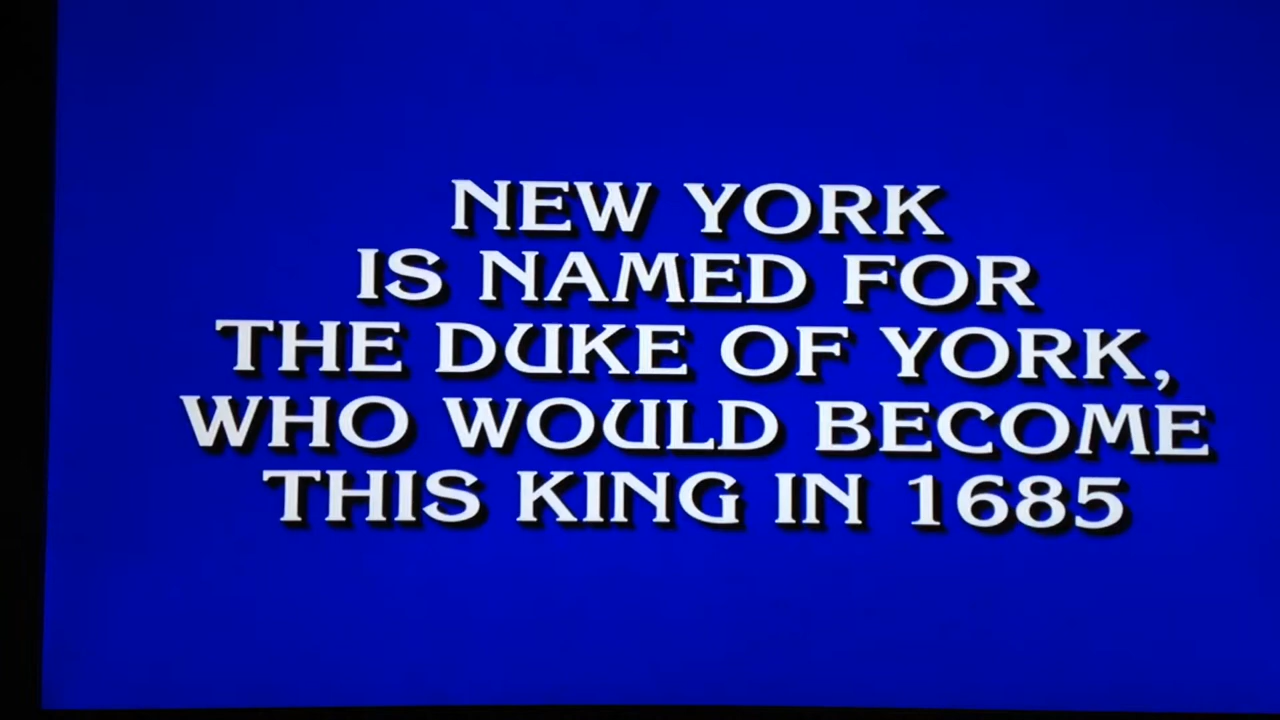 NEW YORK
IS NAMED FOR
THE DUKE OF YORK,
WHO WOULD BECOME
THIS KING IN 1685